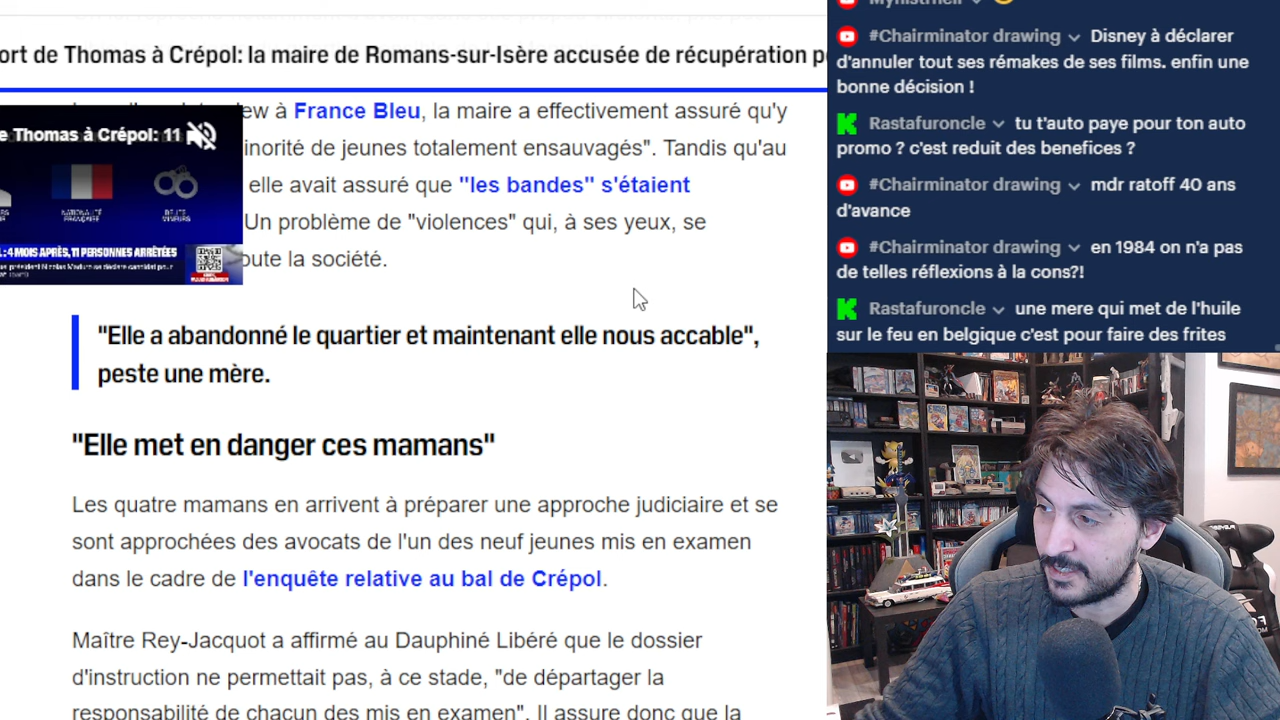 ort de Thomas à Crépol: la maire de Romans-sur-Isère accusée de récupération p
ew à France Bleu, la maire a effectivement assuré qu'y
e Thomas à Crépol: 11
inorité de jeunes totalement ensauvagés". Tandis qu'au
elle avait assuré que "les bandes" s'étaient
NATIONALITÉ
FRANÇAISE
Un problème de "violences" qui, à ses yeux, se
: 4 MOIS APRÈS, 11 PERSONNES ARRÊTÉES
président Nicolas Maduro se déclare candidat pour
oute la société.
"Elle a abandonné le quartier et maintenant elle nous accable",
peste une mère.
"Elle met en danger ces mamans"
Les quatre mamans en arrivent à préparer une approche judiciaire et se
sont approchées des avocats de l'un des neuf jeunes mis en examen
dans le cadre de l'enquête relative au bal de Crépol.
Maître Rey-Jacquot a affirmé au Dauphiné Libéré que le dossier
d'instruction ne permettait pas, à ce stade, "de départager la
responsabilité de chacun des mis en examen". Il assure donc que la
#Chairminator drawing Disney à déclarer
d'annuler tout ses rémakes de ses films. enfin une
bonne décision !
Rastafuroncle tu t'auto paye pour ton auto
promo ? c'est reduit des benefices ?
#Chairminator drawing mdr ratoff 40 ans
d'avance
#Chairminator drawing en 1984 on n'a pas
de telles réflexions à la cons?!
Rastafuroncle une mere qui met de l'huile
sur le feu en belgique c'est pour faire des frites